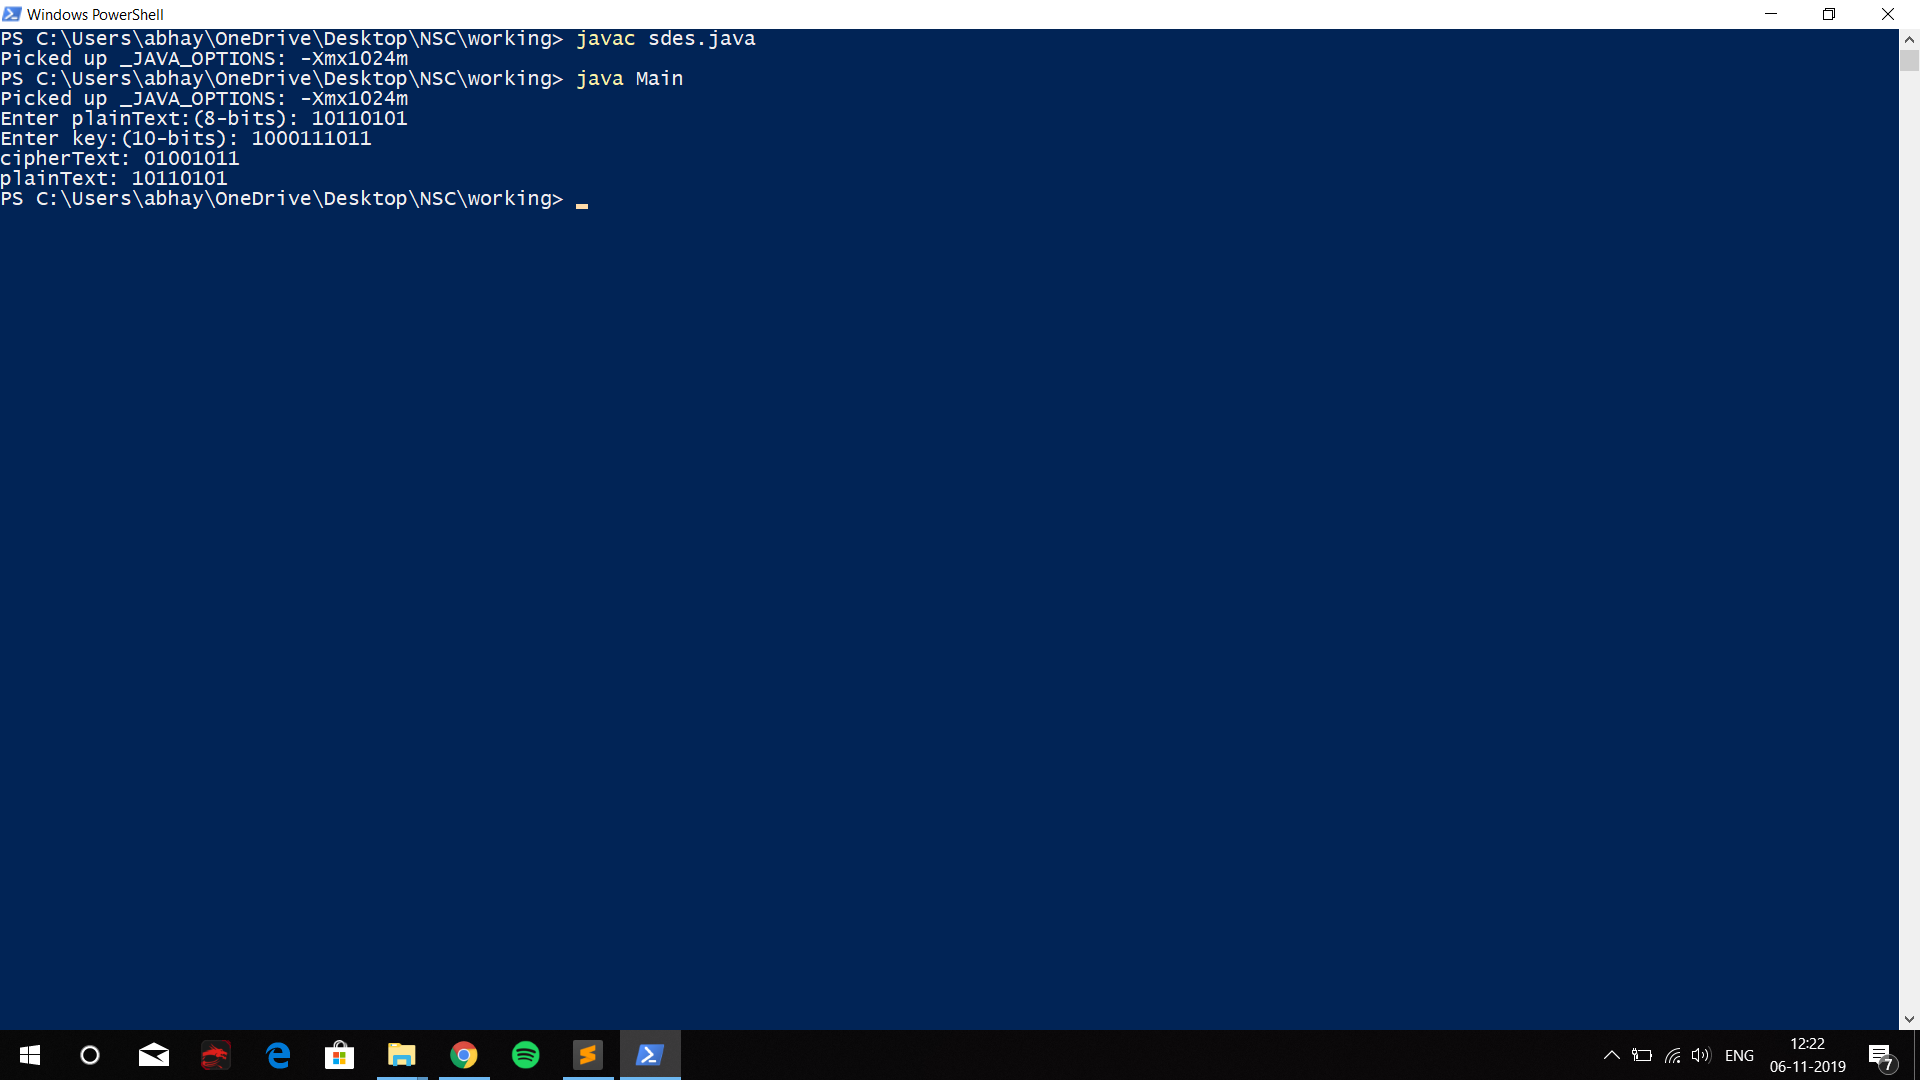 Windows PowerShell
PS C:\Users\abhay\OneDrive\Desktop\NSC\working> javac sdes.java
Picked up _JAVA_OPTIONS: -Xmx1024m
PS C:\Users\abhay\OneDrive\Desktop\NSC\working> java Main
Picked up _JAVA_OPTIONS: -Xmx1024m
Enter plainText:(8-bits): 10110101
Enter key:(10-bits): 1000111011
cipherText: 01001011
plainText: 10110101
PS C:\Users\abhay\OneDrive\Desktop\NSC\working>
ENG
12:22
06-11-2019
7